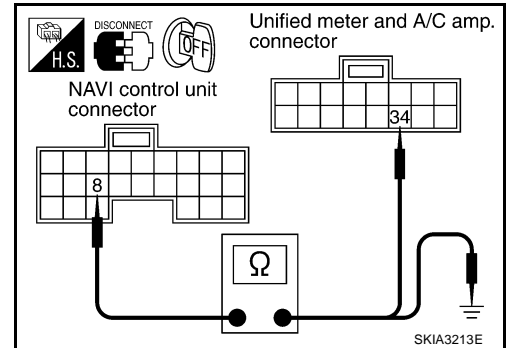 DISCONNECT
OFF
H.S.
Unified meter and A/C amp.
connector
NAVI control unit
connector
34
8
Ω
SKIA3213E